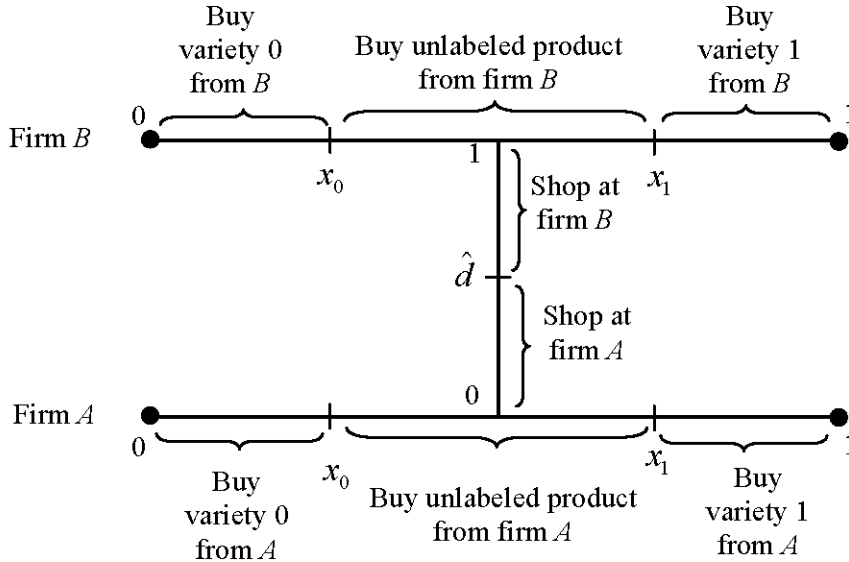 Buy
variety 0
from B
Buy unlabeled product
from firm B
Buy
variety 1
from B
0
1
Firm B
x₀
1
x₁
Shop at
firm B
d̂
Shop at
firm A
0
Firm A
0
1
x₀
x₁
Buy
variety 0
from A
Buy unlabeled product
from firm A
Buy
variety 1
from A